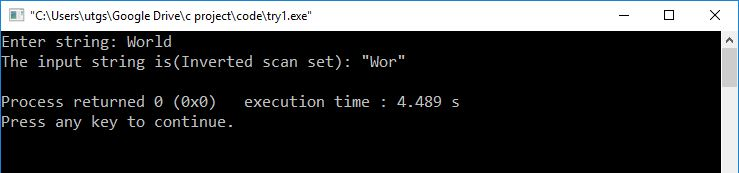 "C:\Users\utgs\Google Drive\c project\code\try1.exe"
Enter string: World
The input string is(Inverted scan set): "Wor"
Process returned 0 (0x0)   execution time : 4.489 s
Press any key to continue.